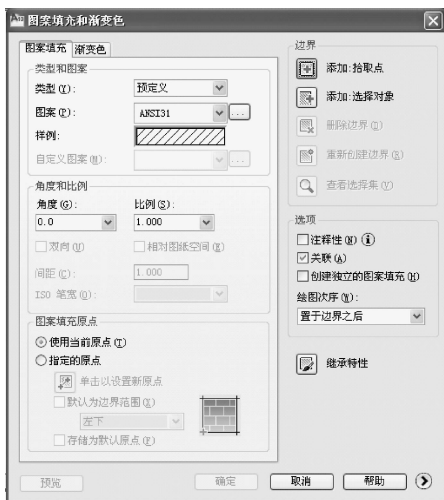 图案填充和渐变色
图案填充 渐变色
类型和图案
类型(Y): 预定义
图案(P): ANSI31 ...
样例:
自定义图案(M): ...
角度和比例
角度(G): 比例(S):
0.0 1.000
双向(U) 相对图纸空间(E)
间距(C): 1.000
ISO 笔宽(O):
图案填充原点
使用当前原点(T)
指定的原点
单击以设置新原点
默认为边界范围(X)
左下
存储为默认原点(F)
边界
添加:拾取点
添加:选择对象
删除边界(D)
重新创建边界(R)
查看选择集(V)
选项
注释性(N)
关联(A)
创建独立的图案填充(H)
绘图次序(W):
置于边界之后
继承特性
预览 确定 取消 帮助